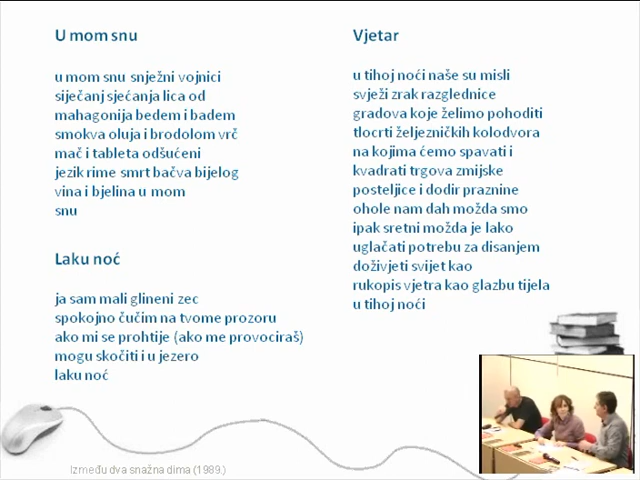 U mom snu
u mom snu snježni vojnici
siječanj sjećanja lica od
mahagonija bedem i badem
smokva oluja i brodolom vrč
mač i tableta odšućeni
jezik rime smrt bačva bijelog
vina i bjelina u mom
snu
Laku noć
ja sam mali glineni zec
spokojno čučim na tvome prozoru
ako mi se prohtije (ako me provociraš)
mogu skočiti i u jezero
laku noć
Vjetar
u tihoj noći naše su misli
svježi zrak razglednice
gradova koje želimo pohoditi
tlocrti željezničkih kolodvora
na kojima ćemo spavati i
kvadrati trgova zmijske
posteljice i dodir praznine
ohole nam dah možda smo
ipak sretni možda je lako
uglačati potrebu za disanjem
doživjeti svijet kao
rukopis vjetra kao glazbu tijela
u tihoj noći
Između dva snažna dima (1989.)